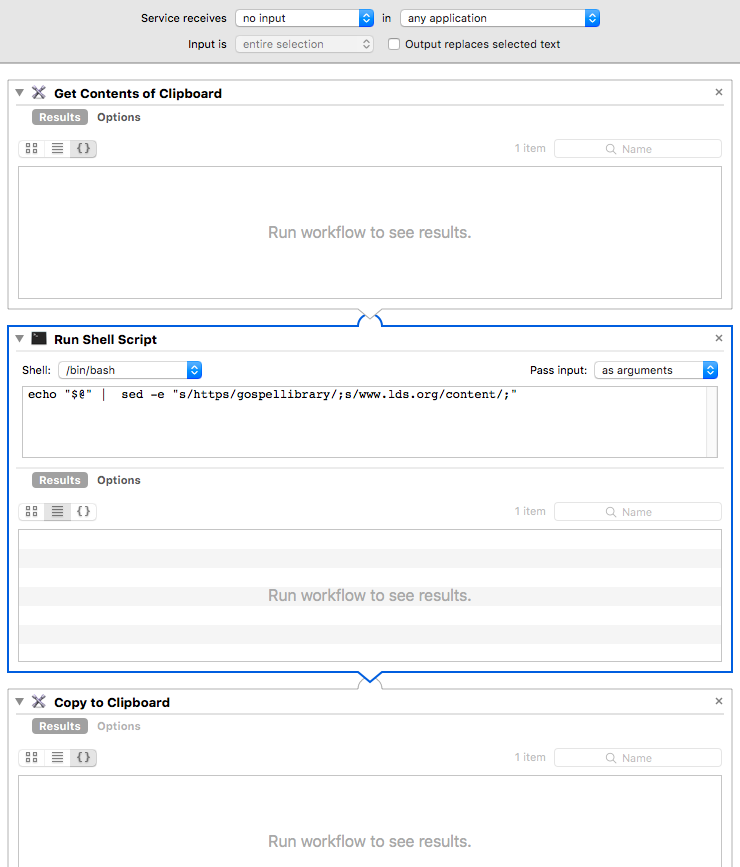 Service receives no input in any application
Input is entire selection Output replaces selected text
Get Contents of Clipboard
Results Options
1 item Name
Run workflow to see results.
Run Shell Script
Shell: /bin/bash Pass input: as arguments
echo "$@" |  sed -e "s/https/gospellibrary/;s/www.lds.org/content/;"
Results Options
1 item Name
Run workflow to see results.
Copy to Clipboard
Results Options
1 item Name
Run workflow to see results.